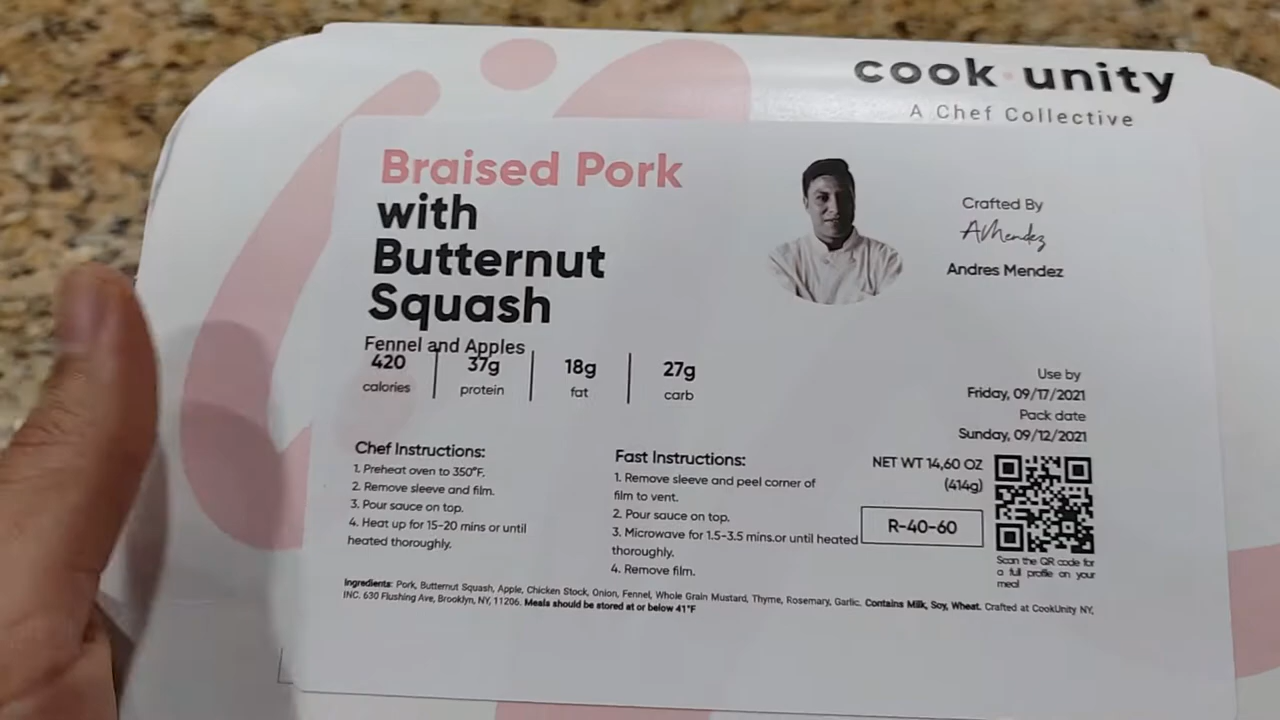 cook unity
A Chef Collective
Braised Pork
with
Butternut
Squash
Fennel and Apples
420
calories
37g
protein
18g
fat
27g
carb
Crafted By
AMendez
Andres Mendez
Use by
Friday, 09/17/2021
Pack date
Sunday, 09/12/2021
NET WT 14,60 OZ
(414g)
R-40-60
Scan the QR code for
a full profile on your
meal
Chef Instructions:
1. Preheat oven to 350°F.
2. Remove sleeve and film.
3. Pour sauce on top.
4. Heat up for 15-20 mins or until
heated thoroughly.
Fast Instructions:
1. Remove sleeve and peel corner of
film to vent.
2. Pour sauce on top.
3. Microwave for 1.5-3.5 mins.or until heated
thoroughly.
4. Remove film.
Ingredients: Pork, Butternut Squash, Apple, Chicken Stock, Onion, Fennel, Whole Grain Mustard, Thyme, Rosemary, Garlic. Contains Milk, Soy, Wheat. Crafted at CookUnity NY,
INC. 630 Flushing Ave, Brooklyn, NY, 11206. Meals should be stored at or below 41°F